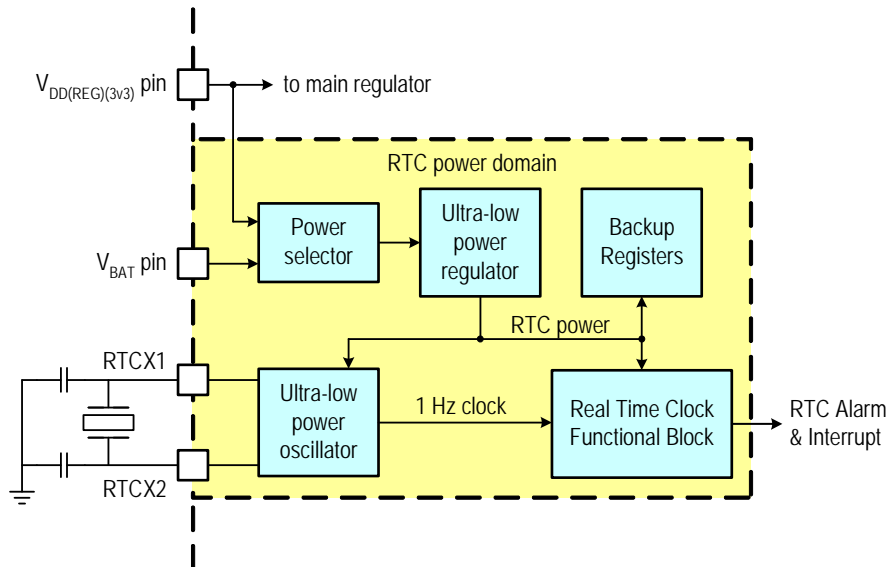 VDD(REG)(3v3) pin
to main regulator
RTC power domain
Power
selector
Ultra-low
power
regulator
Backup
Registers
VBAT pin
RTC power
RTCX1
Ultra-low
power
oscillator
1 Hz clock
Real Time Clock
Functional Block
RTC Alarm
& Interrupt
RTCX2